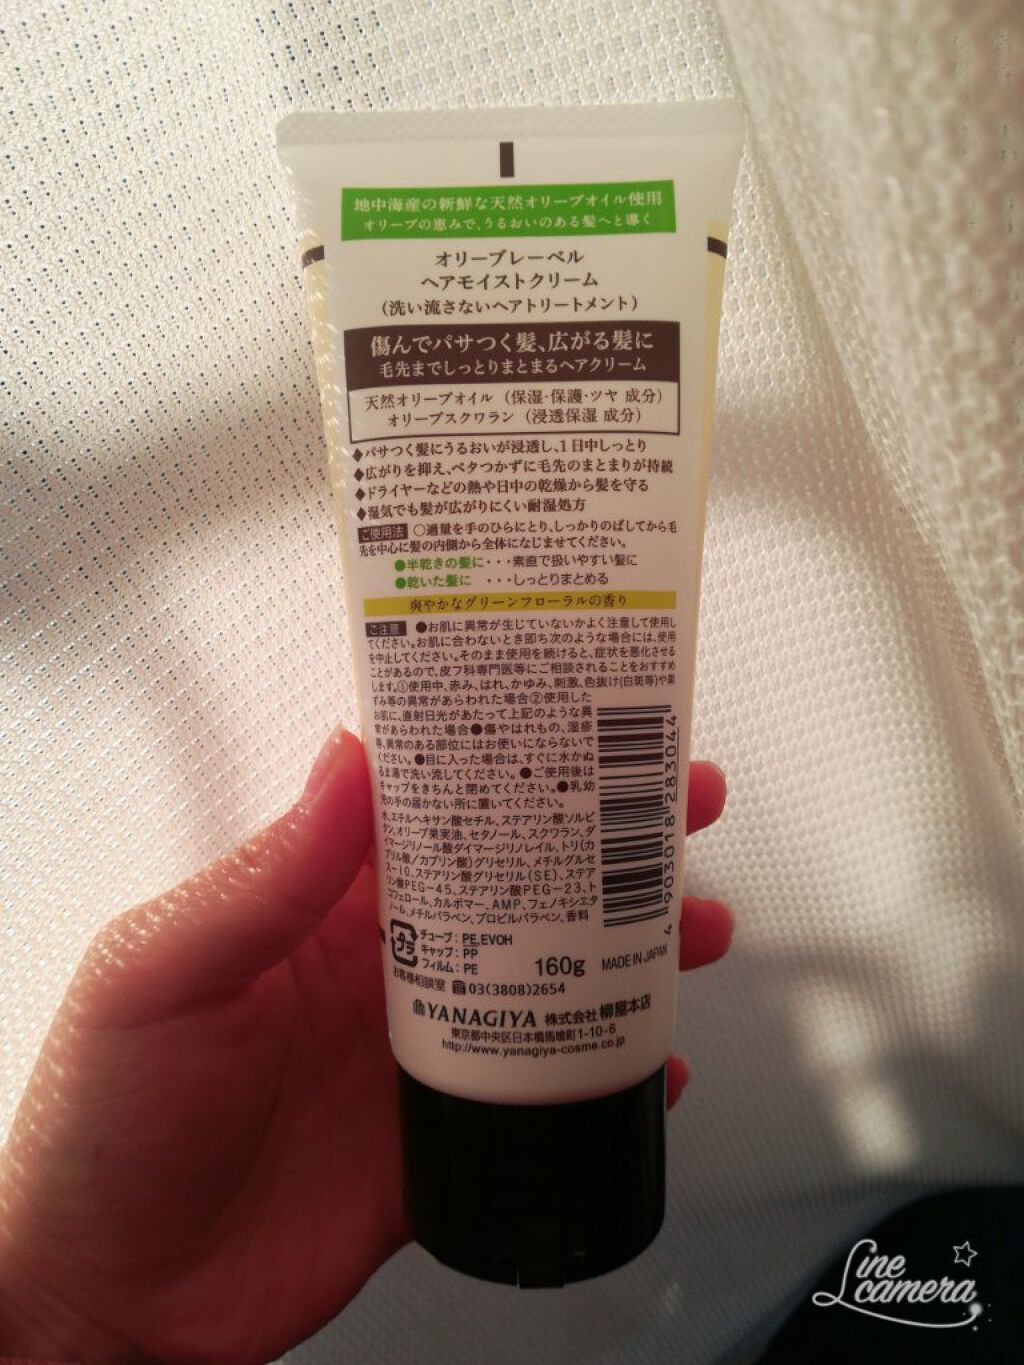 地中海産の新鮮な天然オリーブオイル使用
オリーブの恵みで、うるおいのある髪へと導く
オリーブレーベル
ヘアモイストクリーム
(洗い流さないヘアトリートメント)
傷んでパサつく髪、広がる髪に
毛先までしっとりまとまるヘアクリーム
天然オリーブオイル (保湿・保護・ツヤ 成分)
オリーブスクワラン (浸透保湿 成分)
◆パサつく髪にうるおいが浸透し、1日中しっとり
◆広がりを抑え、ベタつかずに毛先のまとまりが持続
◆ドライヤーなどの熱や日中の乾燥から髪を守る
◆湿気でも髪が広がりにくい耐湿処方
ご使用法 ○適量を手のひらにとり、しっかりのばしてから毛
先を中心に髪の内側から全体になじませてください。
●半乾きの髪に・・・素直で扱いやすい髪に
●乾いた髪に ・・・しっとりまとめる
爽やかなグリーンフローラルの香り
ご注意 ●お肌に異常が生じていないかよく注意して使用し
てください。お肌に合わないとき即ち次のような場合には、使用
を中止してください。そのまま使用を続けると、症状を悪化させる
ことがあるので、皮フ科専門医等にご相談されることをおすすめ
します。①使用中、赤み、はれ、かゆみ、刺激、色抜け(白斑等)や黒
ずみ等の異常があらわれた場合②使用した
お肌に、直射日光があたって上記のような異
常があらわれた場合●傷やはれもの、湿疹
等、異常のある部位にはお使いにならないで
ください。●目に入った場合は、すぐに水かぬ
るま湯で洗い流してください。●ご使用後は
キャップをきちんと閉めてください。●乳幼
児の手の届かない所に置いてください。
水、エチルヘキサン酸セチル、ステアリン酸ソルビ
タン、オリーブ果実油、セタノール、スクワラン、ダ
イマージリノール酸ダイマージリノレイル、トリ(カ
プリル酸/カプリン酸)グリセリル、メチルグルセ
ス-10、ステアリン酸グリセリル(SE)、ステア
リン酸PEG-45、ステアリン酸PEG-23、ト
コフェロール、カルボマー、AMP、フェノキシエタ
ノール、メチルパラベン、プロピルパラベン、香料
4 903018 283044
プラ
チューブ:PE,EVOH
キャップ:PP
フィルム:PE
160g MADE IN JAPAN
お客様相談室 03(3808)2654
YANAGIYA 株式会社 柳屋本店
東京都中央区日本橋馬喰町1-10-6
http://www.yanagiya-cosme.co.jp
Line
camera